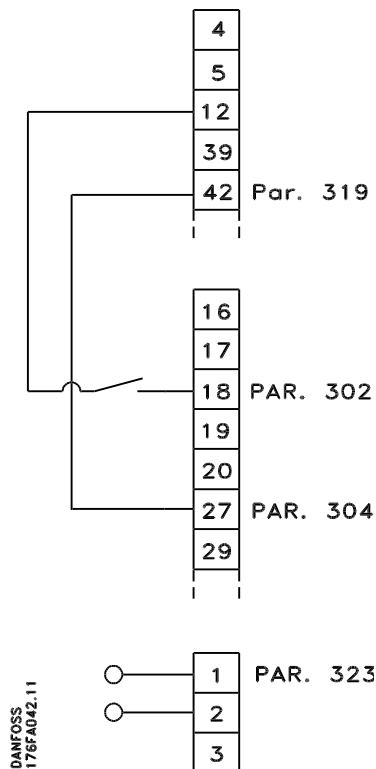 4
5
12
39
42 Par. 319
16
17
18 PAR. 302
19
20
27 PAR. 304
29
1 PAR. 323
2
3
DANFOSS
176FA042.11